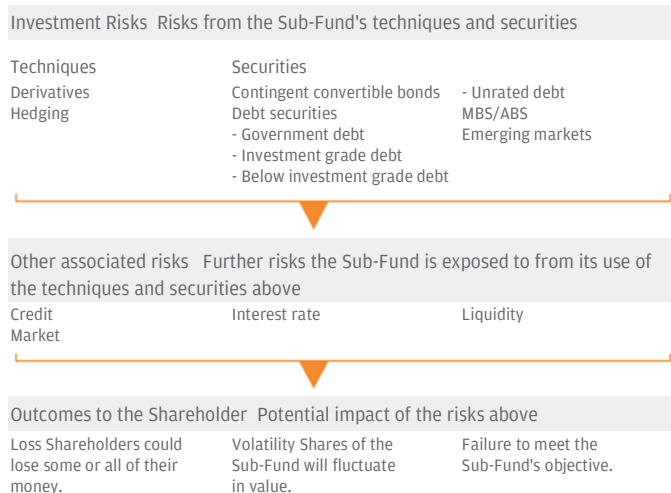 Investment Risks Risks from the Sub-Fund's techniques and securities
Techniques
Derivatives
Hedging
Securities
Contingent convertible bonds
Debt securities
- Government debt
- Investment grade debt
- Below investment grade debt
- Unrated debt
MBS/ABS
Emerging markets
Other associated risks Further risks the Sub-Fund is exposed to from its use of
the techniques and securities above
Credit
Market
Interest rate
Liquidity
Outcomes to the Shareholder Potential impact of the risks above
Loss Shareholders could
lose some or all of their
money.
Volatility Shares of the
Sub-Fund will fluctuate
in value.
Failure to meet the
Sub-Fund's objective.